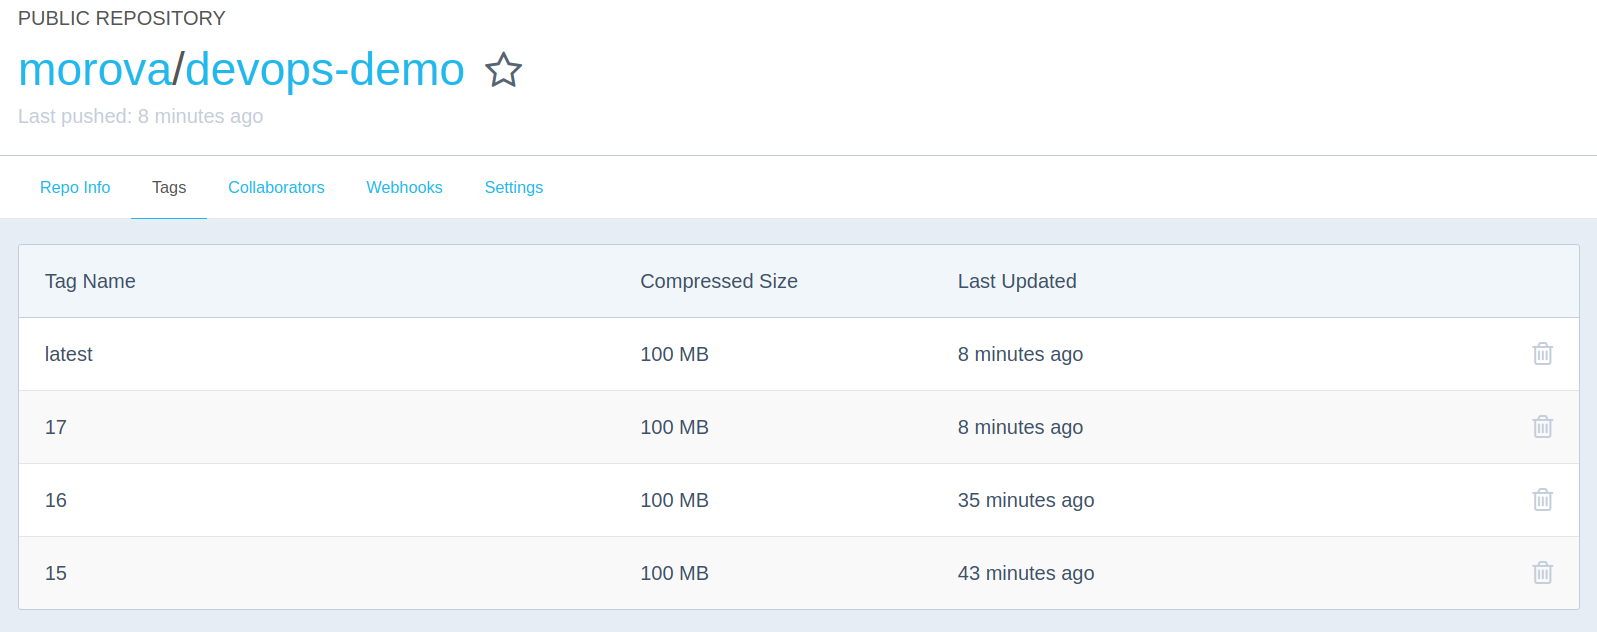 PUBLIC REPOSITORY
morova/devops-demo
Last pushed: 8 minutes ago
Repo Info Tags Collaborators Webhooks Settings
Tag Name Compressed Size Last Updated
latest 100 MB 8 minutes ago
17 100 MB 8 minutes ago
16 100 MB 35 minutes ago
15 100 MB 43 minutes ago